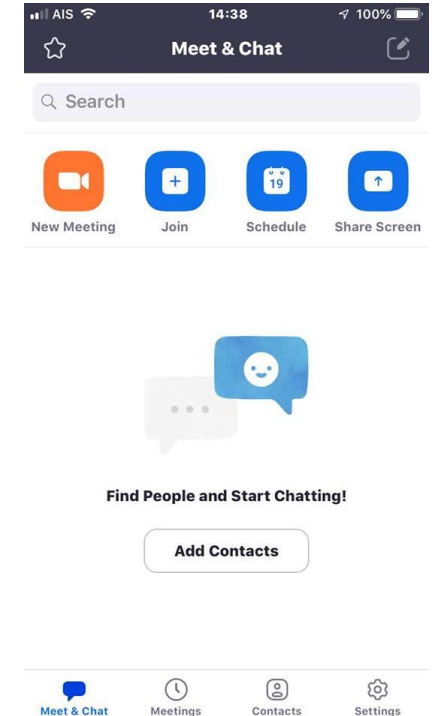 AIS 14:38 100%
Meet & Chat
Search
19
New Meeting Join Schedule Share Screen
Find People and Start Chatting!
Add Contacts
Meet & Chat Meetings Contacts Settings